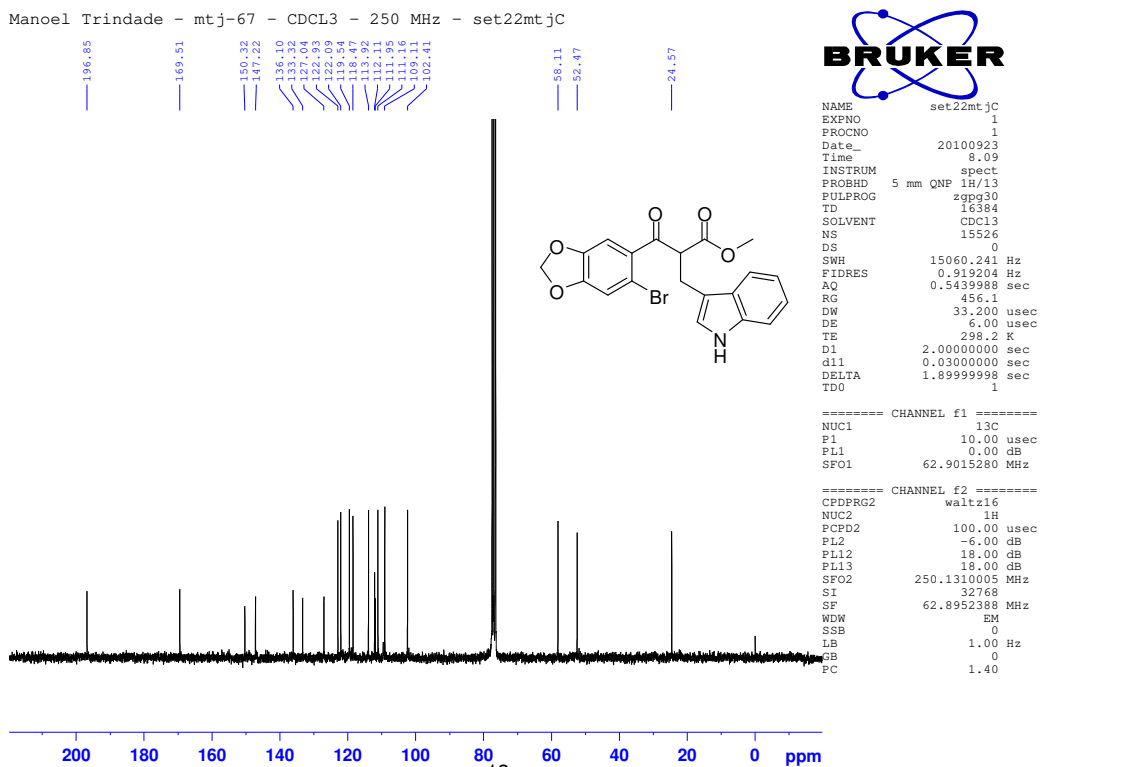 Manoel Trindade - mtj-67 - CDCL3 - 250 MHz - set22mtjC
196.85
169.51
150.32
147.22
136.10
133.32
127.04
122.93
122.09
119.54
118.47
113.92
112.11
111.95
111.16
109.11
102.41
58.11
52.47
24.57
BRUKER
NAME set22mtjC
EXPNO 1
PROCNO 1
Date_ 20100923
Time 8.09
INSTRUM spect
PROBHD 5 mm QNP 1H/13
PULPROG zgpg30
TD 16384
SOLVENT CDCl3
NS 15526
DS 0
SWH 15060.241 Hz
FIDRES 0.919204 Hz
AQ 0.5439988 sec
RG 456.1
DW 33.200 usec
DE 6.00 usec
TE 298.2 K
D1 2.00000000 sec
d11 0.03000000 sec
DELTA 1.89999998 sec
TD0 1
======== CHANNEL f1 ========
NUC1 13C
P1 10.00 usec
PL1 0.00 dB
SFO1 62.9015280 MHz
======== CHANNEL f2 ========
CPDPRG2 waltz16
NUC2 1H
PCPD2 100.00 usec
PL2 -6.00 dB
PL12 18.00 dB
PL13 18.00 dB
SFO2 250.1310005 MHz
SI 32768
SF 62.8952388 MHz
WDW EM
SSB 0
LB 1.00 Hz
GB 0
PC 1.40
O O
O O
O Br
N
H
200 180 160 140 120 100 80 60 40 20 0 ppm